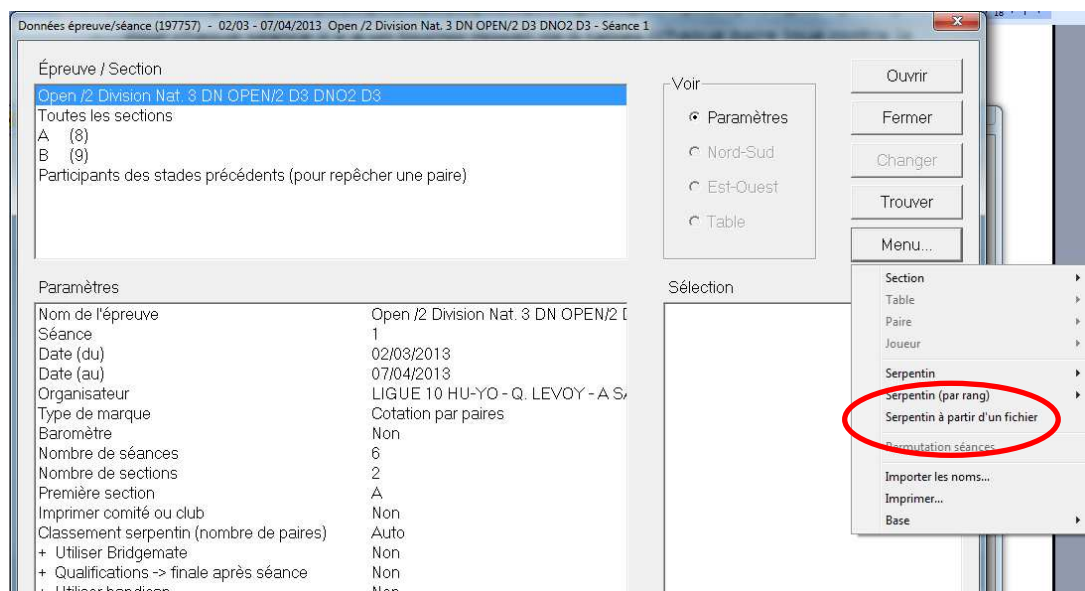 Données épreuve/séance (197757) - 02/03 - 07/04/2013 Open /2 Division Nat. 3 DN OPEN/2 D3 DNO2 D3 - Séance 1
18
Épreuve / Section
Open /2 Division Nat. 3 DN OPEN/2 D3 DNO2 D3
Toutes les sections
A (8)
B (9)
Participants des stades précédents (pour repêcher une paire)
Voir
Paramètres
Nord-Sud
Est-Ouest
Table
Ouvrir
Fermer
Changer
Trouver
Menu...
Section
Table
Paire
Joueur
Serpentin
Serpentin (par rang)
Serpentin à partir d'un fichier
Permutation séances
Importer les noms...
Imprimer...
Base
Paramètres
Sélection
Nom de l'épreuve Open /2 Division Nat. 3 DN OPEN/2 D
Séance 1
Date (du) 02/03/2013
Date (au) 07/04/2013
Organisateur LIGUE 10 HU-YO - Q. LEVOY - A SA
Type de marque Cotation par paires
Baromètre Non
Nombre de séances 6
Nombre de sections 2
Première section A
Imprimer comité ou club Non
Classement serpentin (nombre de paires) Auto
+ Utiliser Bridgemate Non
+ Qualifications -> finale après séance Non
+ Utiliser handicap Non